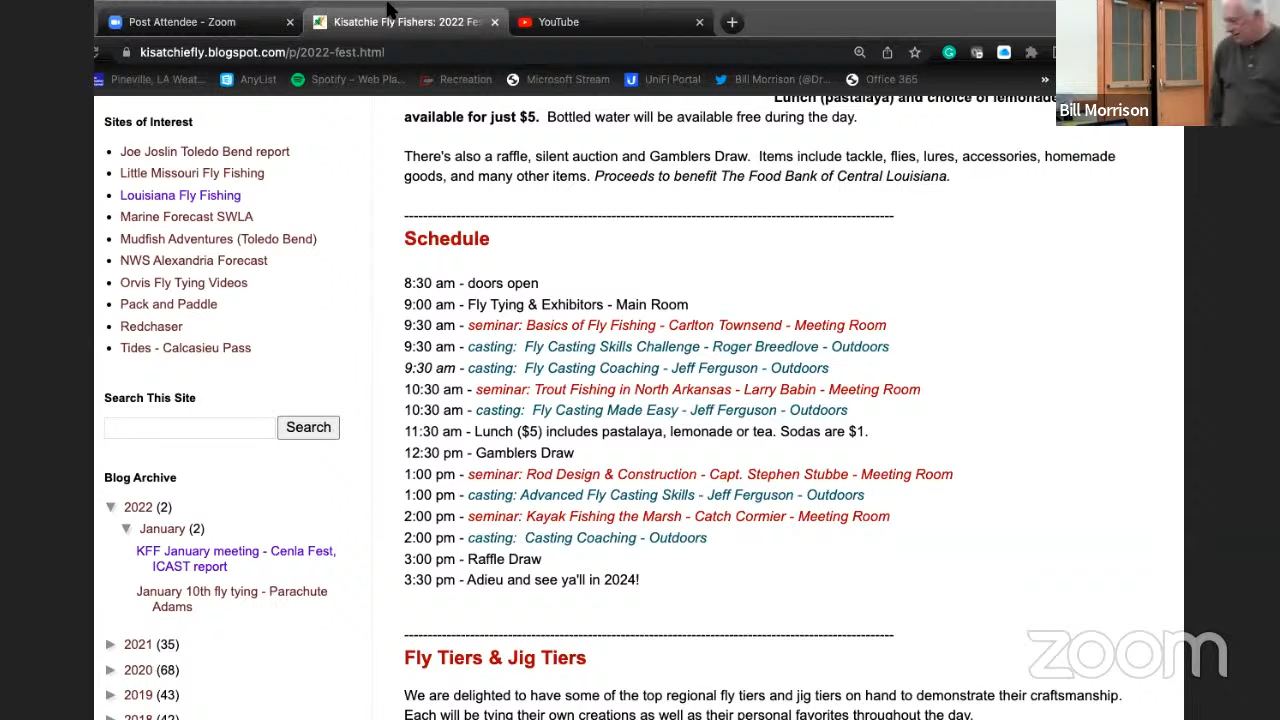 Post Attendee - Zoom
Kisatchie Fly Fishers: 2022 Fes
YouTube
kisatchiefly.blogspot.com/p/2022-fest.html
Pineville, LA Weat...
AnyList
Spotify – Web Pla...
Recreation
Microsoft Stream
UniFi Portal
Bill Morrison (@Dr...
Office 365
»
Bill Morrison
Sites of Interest
Joe Joslin Toledo Bend report
Little Missouri Fly Fishing
Louisiana Fly Fishing
Marine Forecast SWLA
Mudfish Adventures (Toledo Bend)
NWS Alexandria Forecast
Orvis Fly Tying Videos
Pack and Paddle
Redchaser
Tides - Calcasieu Pass
Search This Site
Search
Blog Archive
2022 (2)
January (2)
KFF January meeting - Cenla Fest,
ICAST report
January 10th fly tying - Parachute
Adams
2021 (35)
2020 (68)
2019 (43)
2018 (42)
Lunch (pastalaya) and choice of lemonade
available for just $5. Bottled water will be available free during the day.
There's also a raffle, silent auction and Gamblers Draw. Items include tackle, flies, lures, accessories, homemade
goods, and many other items. Proceeds to benefit The Food Bank of Central Louisiana.
--------------------------------------------------------------------------------------------------------------
Schedule
8:30 am - doors open
9:00 am - Fly Tying & Exhibitors - Main Room
9:30 am - seminar: Basics of Fly Fishing - Carlton Townsend - Meeting Room
9:30 am - casting: Fly Casting Skills Challenge - Roger Breedlove - Outdoors
9:30 am - casting: Fly Casting Coaching - Jeff Ferguson - Outdoors
10:30 am - seminar: Trout Fishing in North Arkansas - Larry Babin - Meeting Room
10:30 am - casting: Fly Casting Made Easy - Jeff Ferguson - Outdoors
11:30 am - Lunch ($5) includes pastalaya, lemonade or tea. Sodas are $1.
12:30 pm - Gamblers Draw
1:00 pm - seminar: Rod Design & Construction - Capt. Stephen Stubbe - Meeting Room
1:00 pm - casting: Advanced Fly Casting Skills - Jeff Ferguson - Outdoors
2:00 pm - seminar: Kayak Fishing the Marsh - Catch Cormier - Meeting Room
2:00 pm - casting: Casting Coaching - Outdoors
3:00 pm - Raffle Draw
3:30 pm - Adieu and see ya'll in 2024!
--------------------------------------------------------------------------------------------------------------
Fly Tiers & Jig Tiers
We are delighted to have some of the top regional fly tiers and jig tiers on hand to demonstrate their craftsmanship.
Each will be tying their own creations as well as their personal favorites throughout the day.
zoom